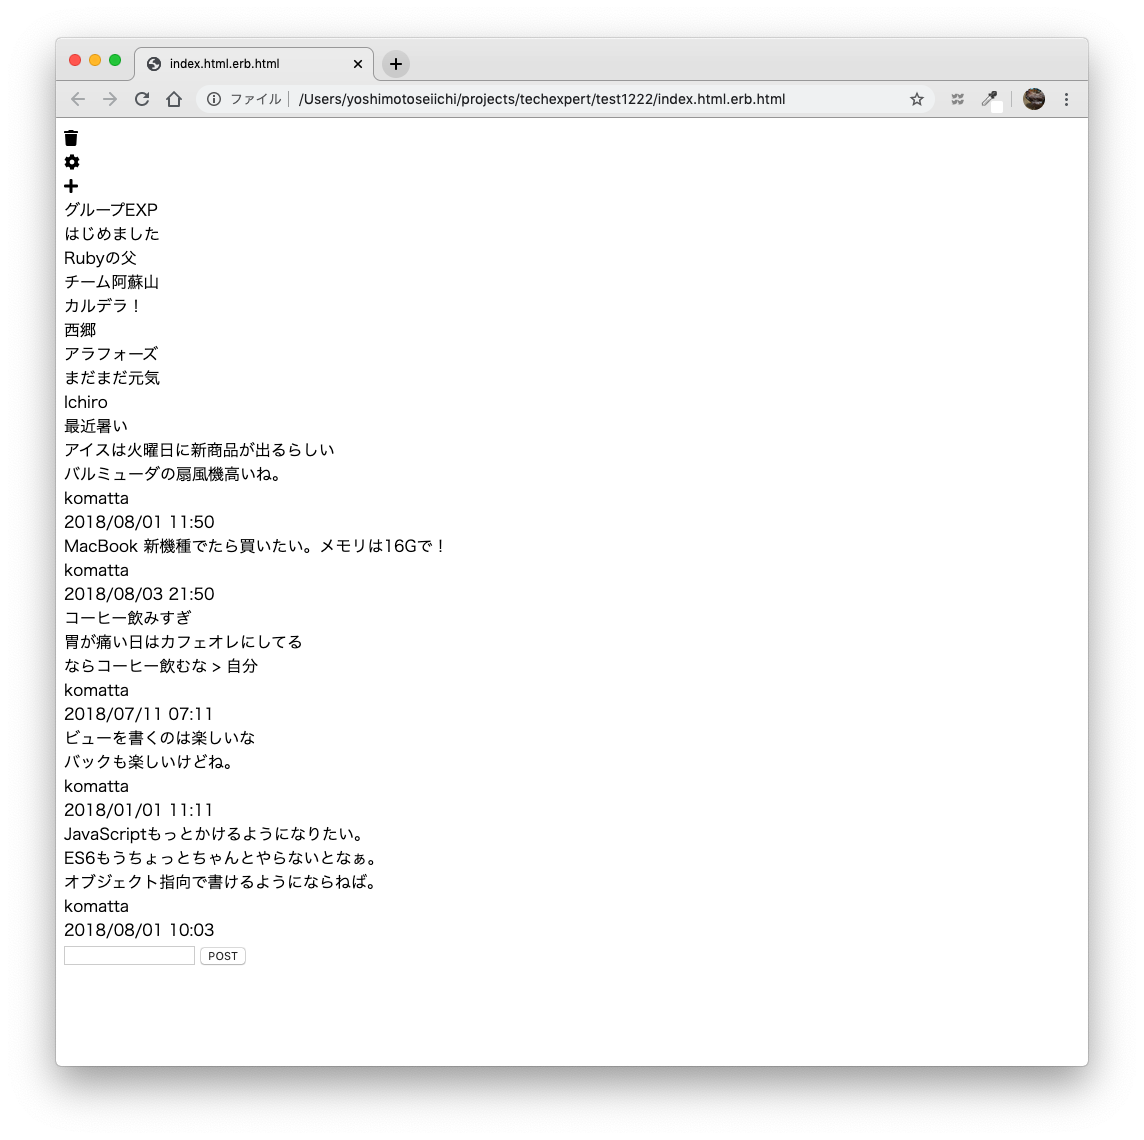 index.html.erb.html
ファイル /Users/yoshimotoseiichi/projects/techexpert/test1222/index.html.erb.html
グループEXP
はじめました
Rubyの父
チーム阿蘇山
カルデラ！
西郷
アラフォーズ
まだまだ元気
Ichiro
最近暑い
アイスは火曜日に新商品が出るらしい
バルミューダの扇風機高いね。
komatta
2018/08/01 11:50
MacBook 新機種でたら買いたい。メモリは16Gで！
komatta
2018/08/03 21:50
コーヒー飲みすぎ
胃が痛い日はカフェオレにしてる
ならコーヒー飲むな > 自分
komatta
2018/07/11 07:11
ビューを書くのは楽しいな
バックも楽しいけどね。
komatta
2018/01/01 11:11
JavaScriptもっとかけるようになりたい。
ES6もうちょっとちゃんとやらないとなぁ。
オブジェクト指向で書けるようにならねば。
komatta
2018/08/01 10:03
POST